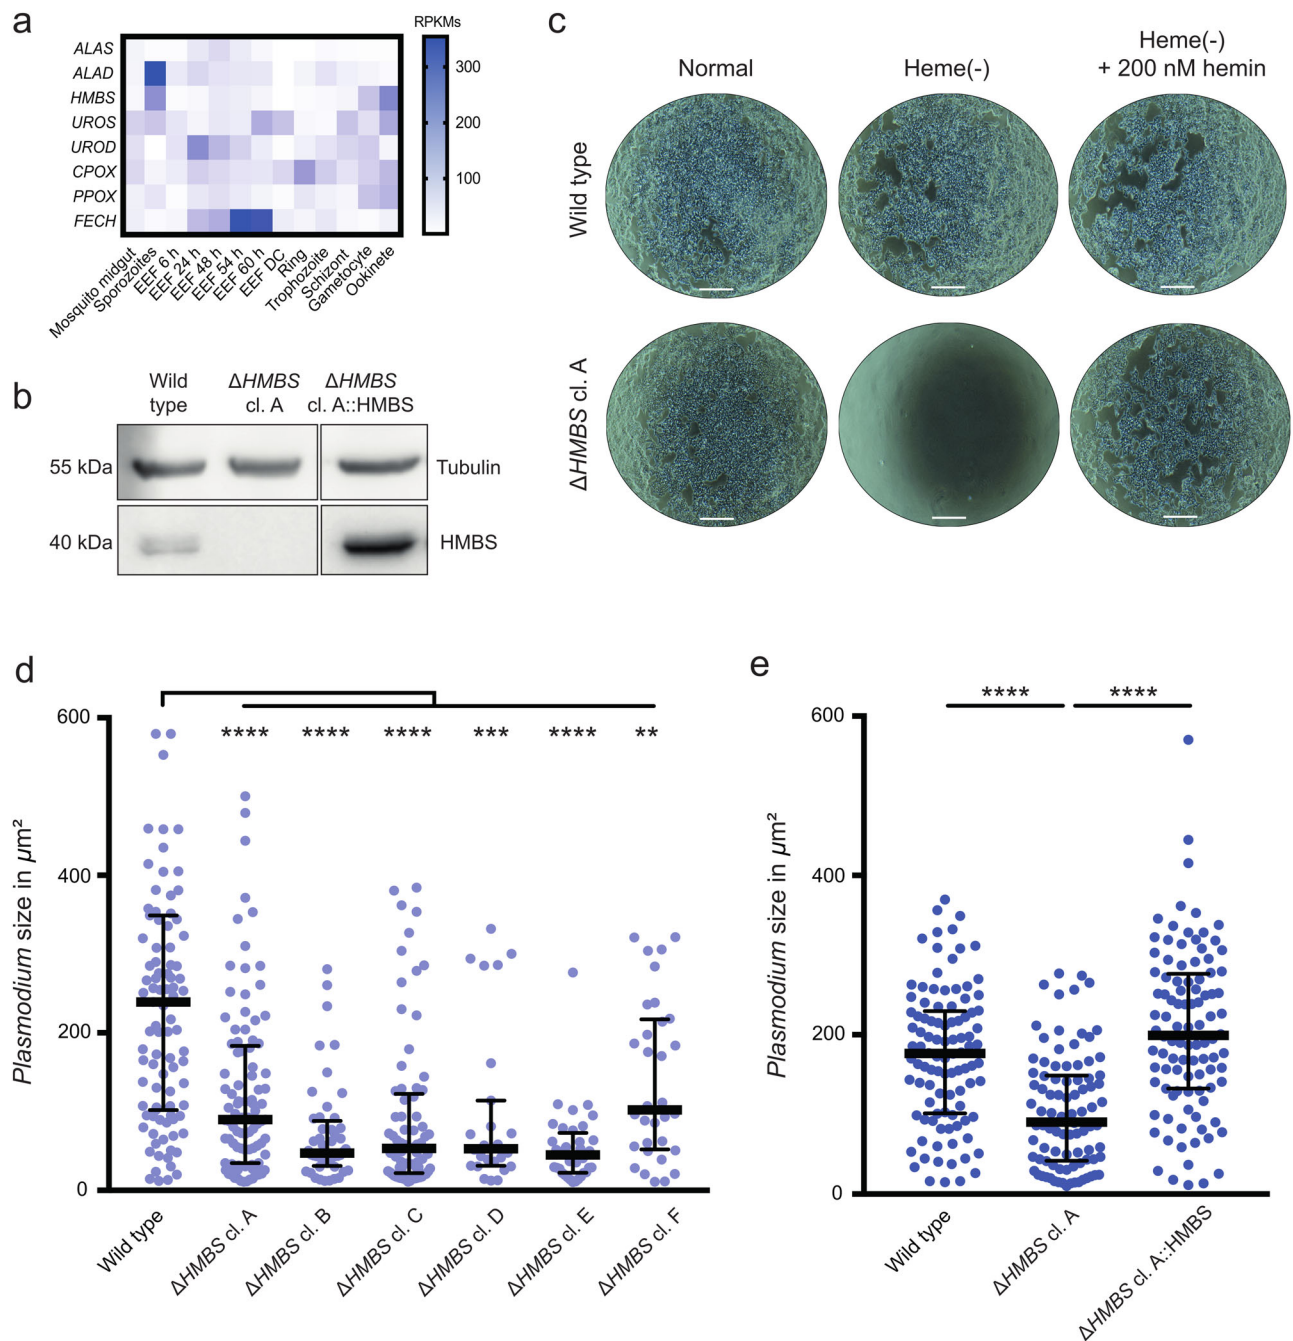 a
RPKMs
ALAS
ALAD
HMBS
UROS
UROD
CPOX
PPOX
FECH
300
200
100
Mosquito midgut
Sporozoites
EEF 6 h
EEF 24 h
EEF 48 h
EEF 54 h
EEF 60 h
EEF DC
Ring
Trophozoite
Schizont
Gametocyte
Ookinete
b
Wild
type
ΔHMBS
cl. A
ΔHMBS
cl. A::HMBS
55 kDa
Tubulin
40 kDa
HMBS
c
Normal
Heme(-)
Heme(-)
+ 200 nM hemin
Wild type
ΔHMBS cl. A
d
Plasmodium size in µm²
600
400
200
0
**** **** **** *** **** **
Wild type
ΔHMBS cl. A
ΔHMBS cl. B
ΔHMBS cl. C
ΔHMBS cl. D
ΔHMBS cl. E
ΔHMBS cl. F
e
Plasmodium size in µm²
600
400
200
0
**** ****
Wild type
ΔHMBS cl. A
ΔHMBS cl. A::HMBS